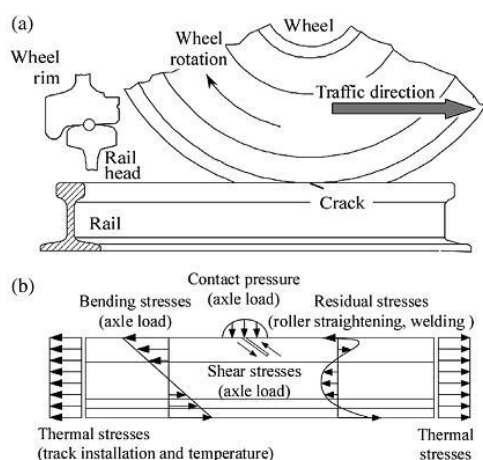 (a)
Wheel
Wheel
rotation
Wheel
rim
Traffic direction
Rail
head
Crack
Rail
(b)
Contact pressure
(axle load)
Bending stresses
(axle load)
Residual stresses
(roller straightening, welding )
Shear stresses
(axle load)
Thermal stresses
(track installation and temperature)
Thermal
stresses